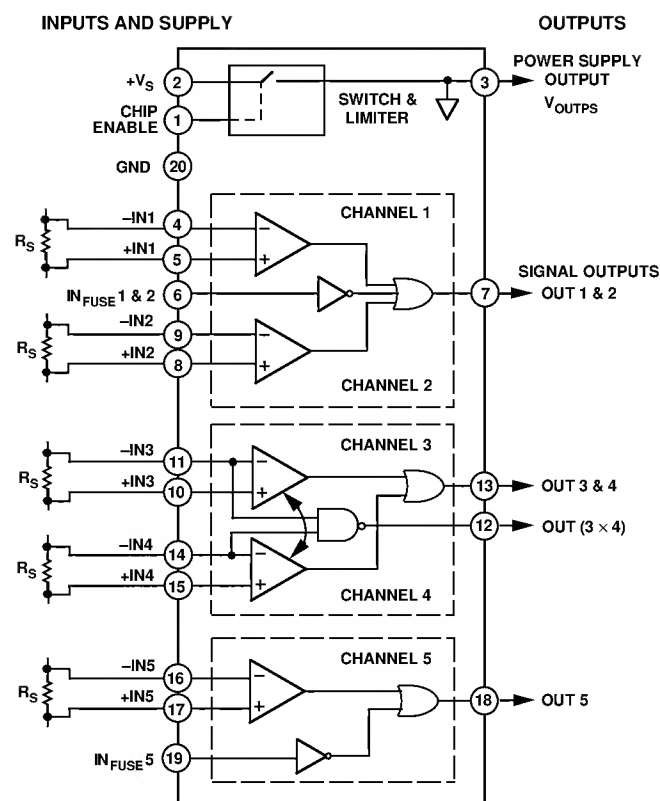 INPUTS AND SUPPLY
OUTPUTS
+VS
2
3
POWER SUPPLY
OUTPUT
VOUTPS
CHIP
ENABLE
1
SWITCH &
LIMITER
GND
20
–IN1
4
CHANNEL 1
RS
+IN1
5
INFUSE 1 & 2
6
7
SIGNAL OUTPUTS
OUT 1 & 2
–IN2
9
RS
+IN2
8
CHANNEL 2
–IN3
11
CHANNEL 3
RS
+IN3
10
13
OUT 3 & 4
12
OUT (3 × 4)
–IN4
14
RS
+IN4
15
CHANNEL 4
–IN5
16
CHANNEL 5
RS
+IN5
17
18
OUT 5
INFUSE 5
19
− +
− +
− +
− +
− +